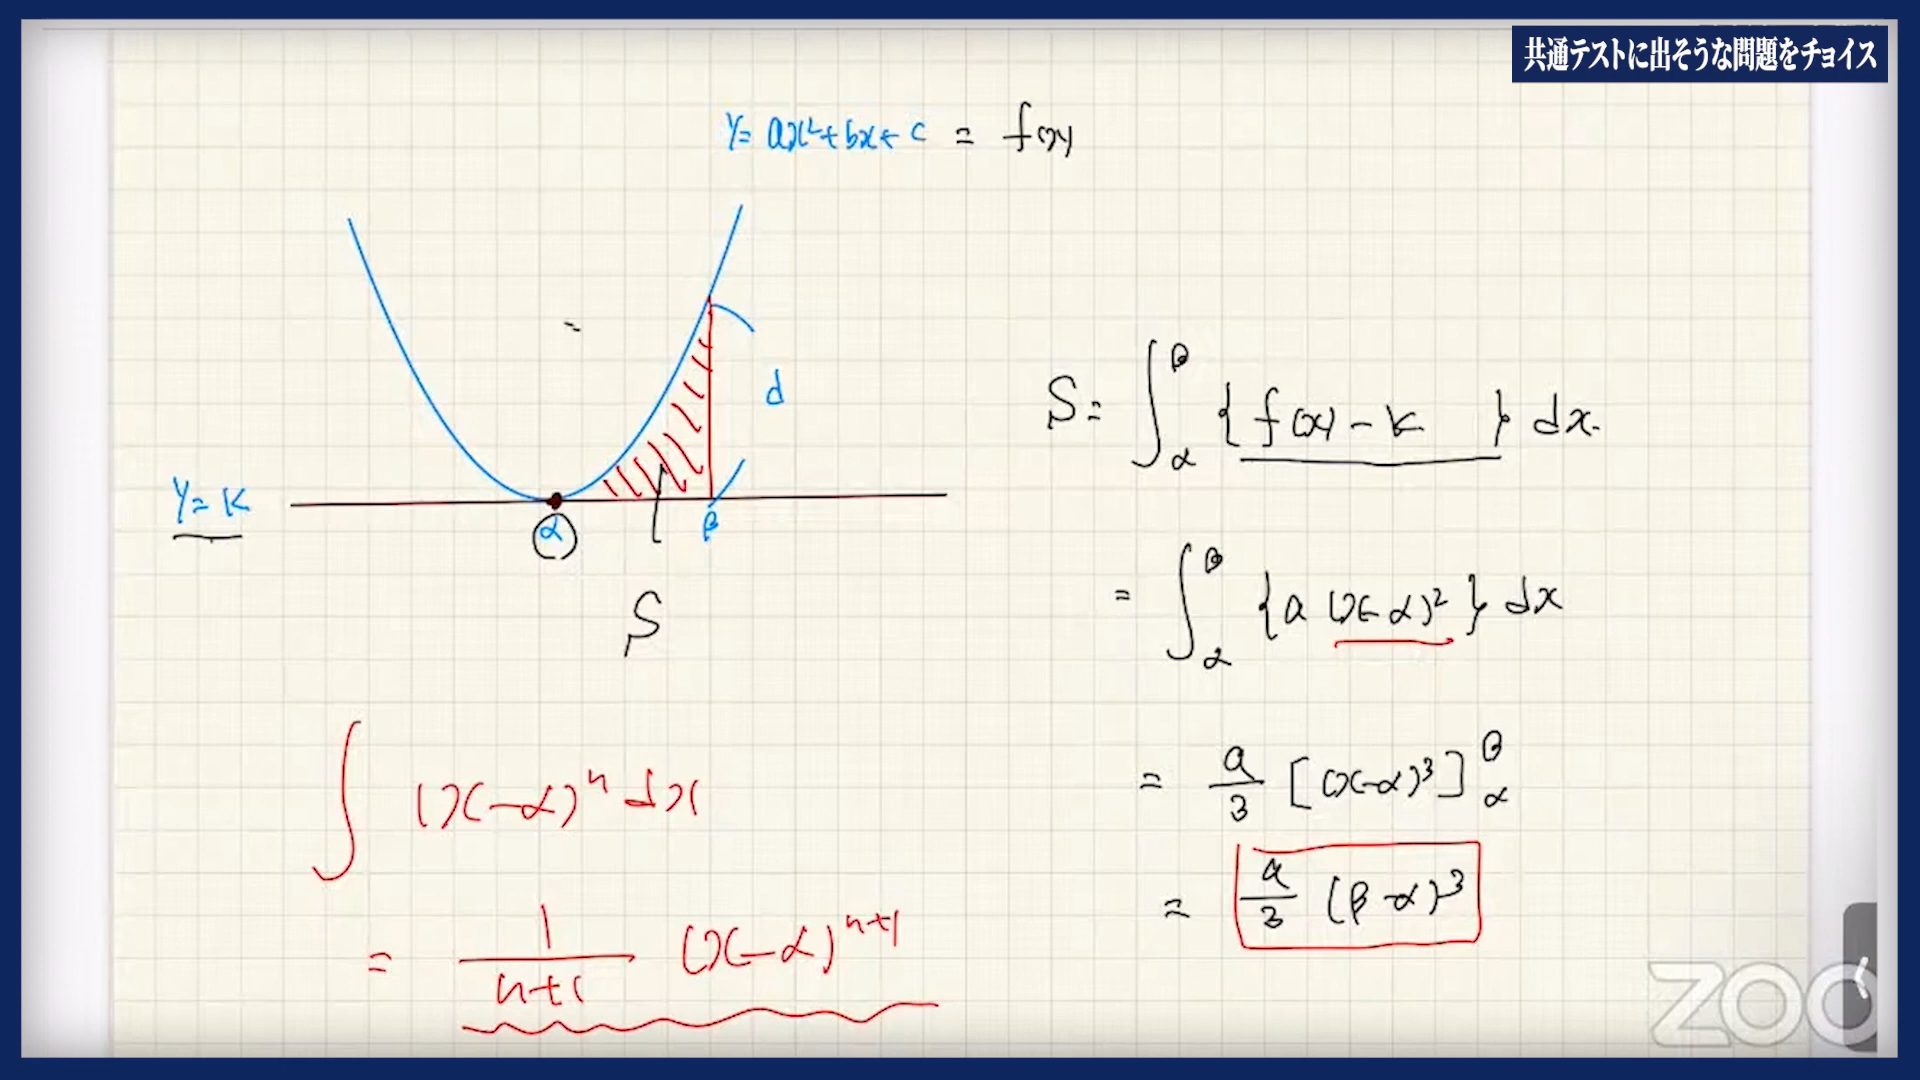 共通テストに出そうな問題をチョイス
y = ax²+bx+c = f(x)
d
y = k
α
β
S
S = ∫_α^β { f(x) - k } dx.
= ∫_α^β { a (x-α)² } dx
= a/3 [(x-α)³]_α^β
= a/3 (β-α)³
∫ (x-α)ⁿ dx
= 1/(n+1) (x-α)ⁿ⁺¹